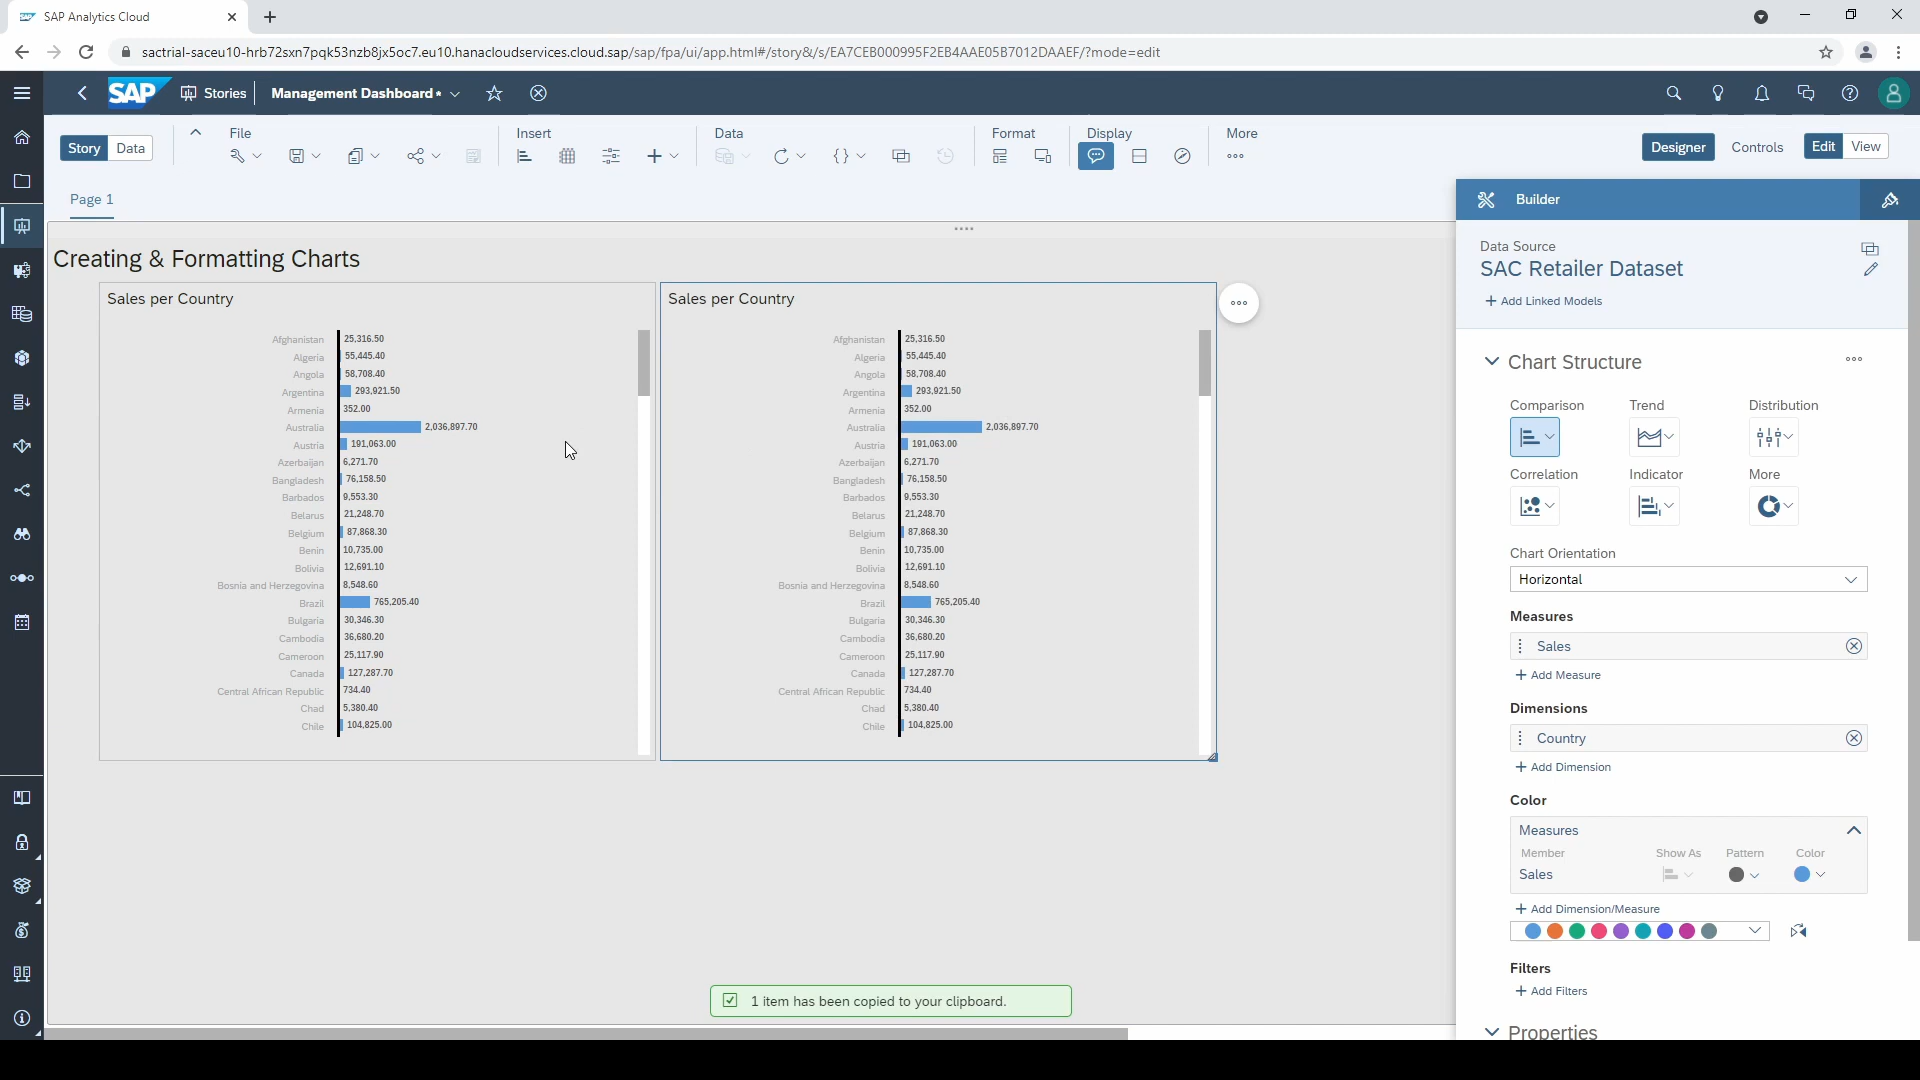 SAP Analytics Cloud
sactrial-saceu10-hrb72sxn7pqk53nzb8jx5oc7.eu10.hanacloudservices.cloud.sap/sap/fpa/ui/app.html#/story&/s/EA7CEB000995F2EB4AAE05B7012DAAEF/?mode=edit
SAP Stories Management Dashboard*
Story Data
File Insert Data Format Display More
Designer Controls Edit View
Page 1
Creating & Formatting Charts
Sales per Country
Afghanistan 25,316.50
Algeria 55,445.40
Angola 58,708.40
Argentina 293,921.50
Armenia 352.00
Australia 2,036,897.70
Austria 191,063.00
Azerbaijan 6,271.70
Bangladesh 76,158.50
Barbados 9,553.30
Belarus 21,248.70
Belgium 87,868.30
Benin 10,735.00
Bolivia 12,691.10
Bosnia and Herzegovina 8,548.60
Brazil 765,205.40
Bulgaria 30,346.30
Cambodia 36,680.20
Cameroon 25,117.90
Canada 127,287.70
Central African Republic 734.40
Chad 5,380.40
Chile 104,825.00
Sales per Country
Afghanistan 25,316.50
Algeria 55,445.40
Angola 58,708.40
Argentina 293,921.50
Armenia 352.00
Australia 2,036,897.70
Austria 191,063.00
Azerbaijan 6,271.70
Bangladesh 76,158.50
Barbados 9,553.30
Belarus 21,248.70
Belgium 87,868.30
Benin 10,735.00
Bolivia 12,691.10
Bosnia and Herzegovina 8,548.60
Brazil 765,205.40
Bulgaria 30,346.30
Cambodia 36,680.20
Cameroon 25,117.90
Canada 127,287.70
Central African Republic 734.40
Chad 5,380.40
Chile 104,825.00
1 item has been copied to your clipboard.
Builder
Data Source
SAC Retailer Dataset
+ Add Linked Models
Chart Structure
Comparison Trend Distribution
Correlation Indicator More
Chart Orientation
Horizontal
Measures
Sales
+ Add Measure
Dimensions
Country
+ Add Dimension
Color
Measures
Member Show As Pattern Color
Sales
+ Add Dimension/Measure
Filters
+ Add Filters
Properties